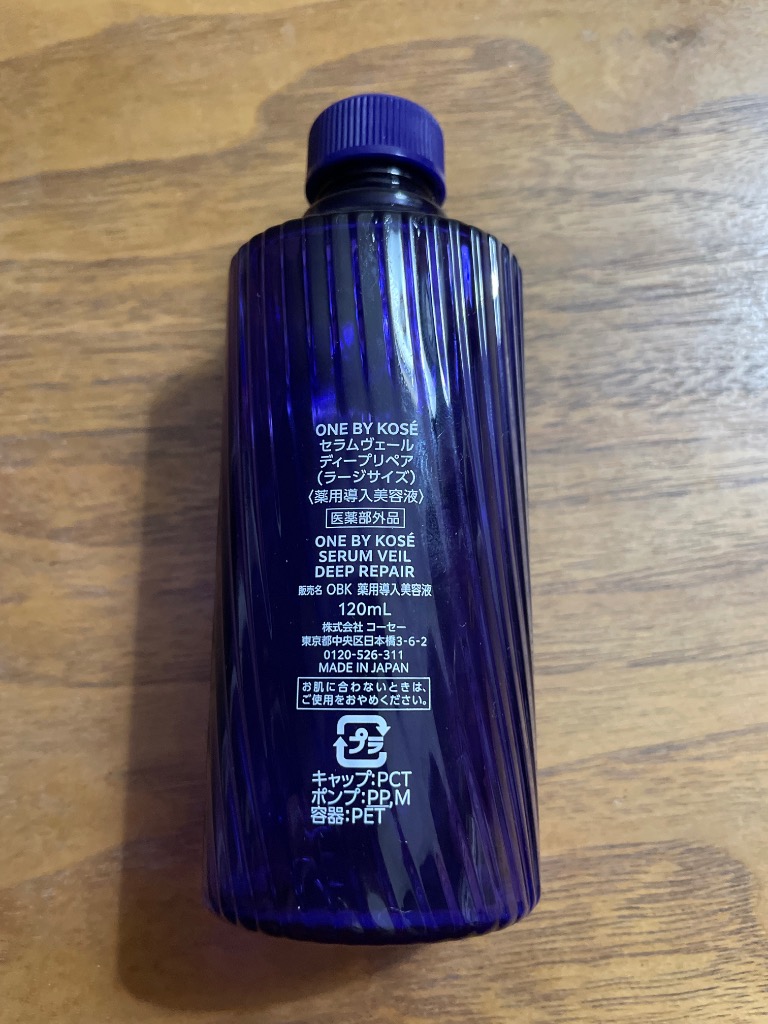 ONE BY KOSÉ
セラムヴェール
ディープリペア
(ラージサイズ)
〈薬用導入美容液〉
医薬部外品
ONE BY KOSÉ
SERUM VEIL
DEEP REPAIR
販売名 OBK 薬用導入美容液
120mL
株式会社 コーセー
東京都中央区日本橋3-6-2
0120-526-311
MADE IN JAPAN
お肌に合わないときは、
ご使用をおやめください。
プラ
キャップ:PCT
ポンプ:PP,M
容器:PET